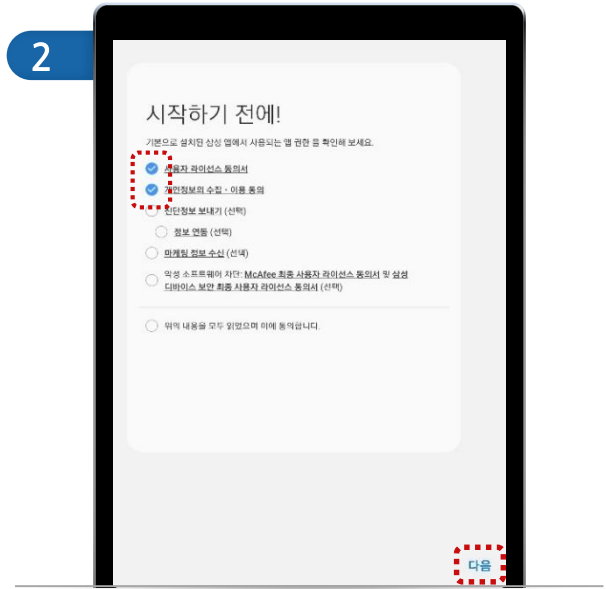 2
시작하기 전에!
기본으로 설치된 삼성 앱에서 사용되는 앱 권한 을 확인해 보세요.
사용자 라이선스 동의서
개인정보의 수집 · 이용 동의
진단정보 보내기 (선택)
정보 연동 (선택)
마케팅 정보 수신 (선택)
악성 소프트웨어 차단: McAfee 최종 사용자 라이선스 동의서 및 삼성
디바이스 보안 최종 사용자 라이선스 동의서 (선택)
위의 내용을 모두 읽었으며 이에 동의합니다.
다음